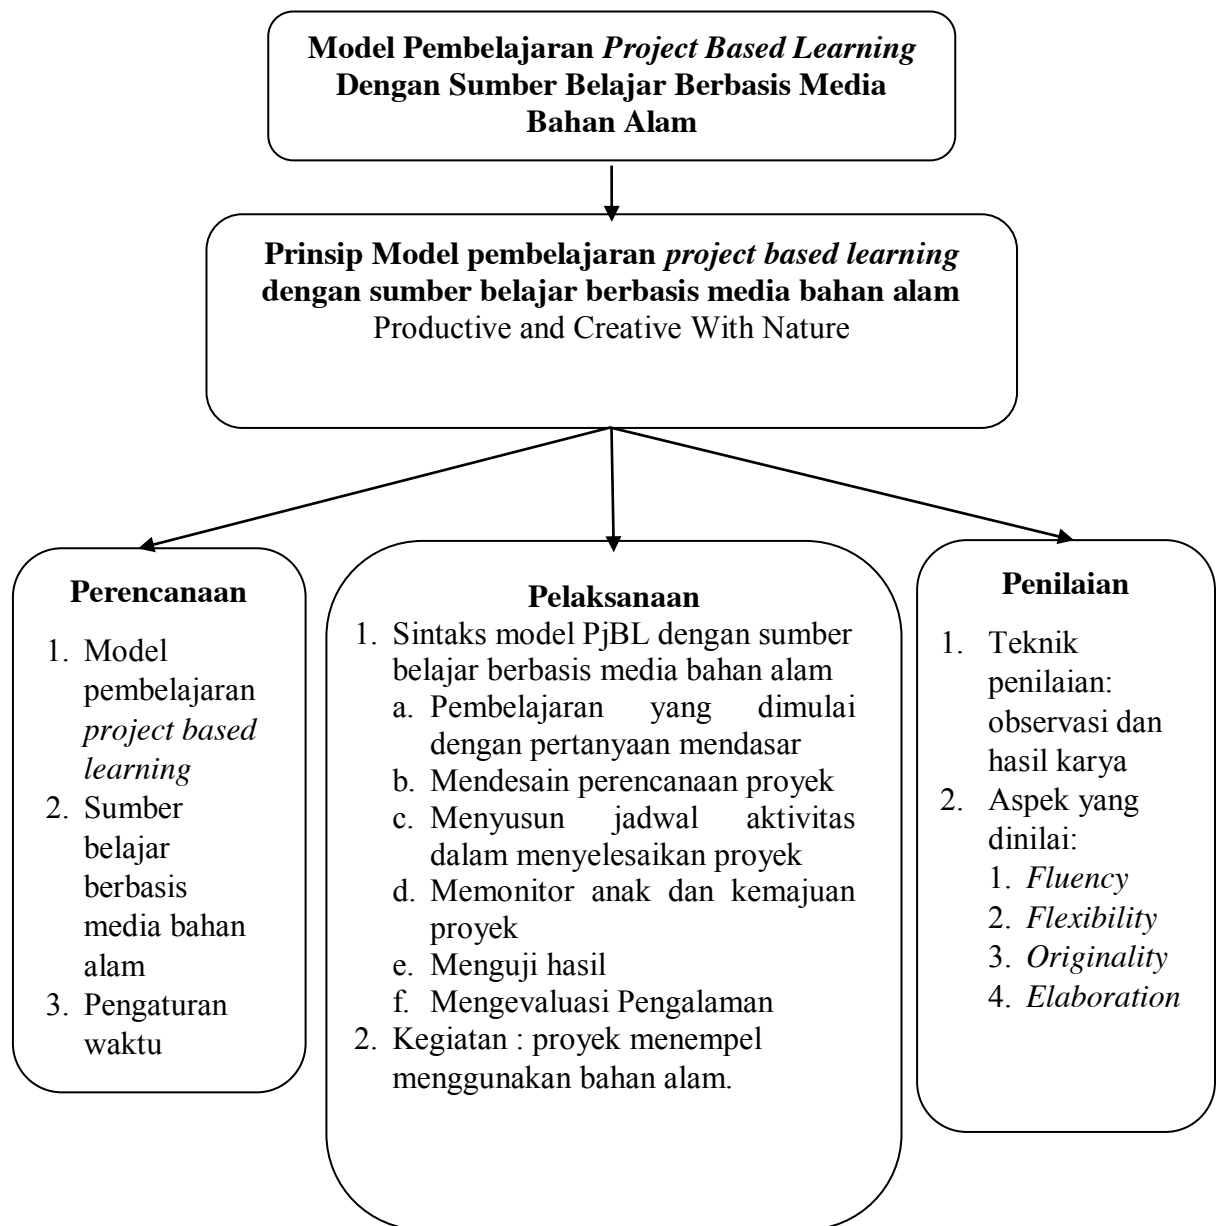 Model Pembelajaran Project Based Learning
Dengan Sumber Belajar Berbasis Media
Bahan Alam
Prinsip Model pembelajaran project based learning
dengan sumber belajar berbasis media bahan alam
Productive and Creative With Nature
Perencanaan
1. Model
pembelajaran
project based
learning
2. Sumber
belajar
berbasis
media bahan
alam
3. Pengaturan
waktu
Pelaksanaan
1. Sintaks model PjBL dengan sumber
belajar berbasis media bahan alam
a. Pembelajaran yang dimulai
dengan pertanyaan mendasar
b. Mendesain perencanaan proyek
c. Menyusun jadwal aktivitas
dalam menyelesaikan proyek
d. Memonitor anak dan kemajuan
proyek
e. Menguji hasil
f. Mengevaluasi Pengalaman
2. Kegiatan : proyek menempel
menggunakan bahan alam.
Penilaian
1. Teknik
penilaian:
observasi dan
hasil karya
2. Aspek yang
dinilai:
1. Fluency
2. Flexibility
3. Originality
4. Elaboration